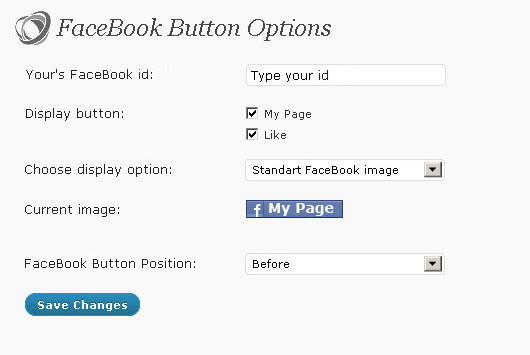 FaceBook Button Options
Your's FaceBook id: Type your id
Display button: My Page
Like
Choose display option: Standart FaceBook image
Current image: f My Page
FaceBook Button Position: Before
Save Changes